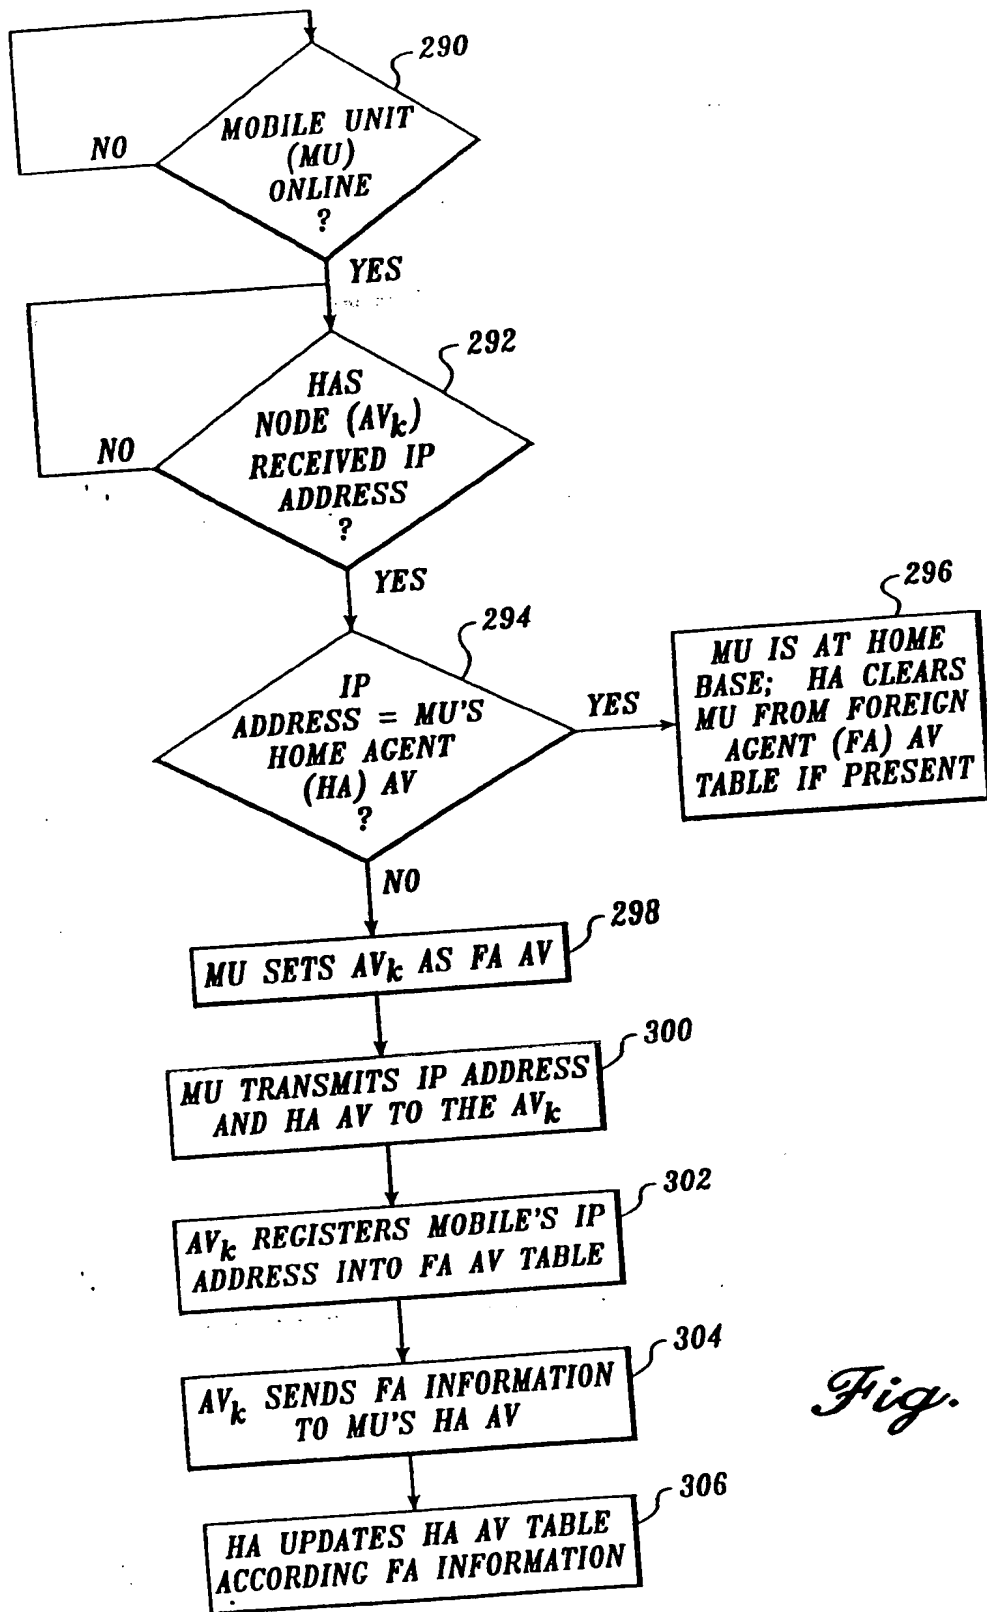 290
MOBILE UNIT
(MU)
ONLINE
?
NO
YES
292
HAS
NODE (AVk)
RECEIVED IP
ADDRESS
?
NO
YES
294
IP
ADDRESS = MU'S
HOME AGENT
(HA) AV
?
YES
296
MU IS AT HOME
BASE; HA CLEARS
MU FROM FOREIGN
AGENT (FA) AV
TABLE IF PRESENT
NO
298
MU SETS AVk AS FA AV
300
MU TRANSMITS IP ADDRESS
AND HA AV TO THE AVk
302
AVk REGISTERS MOBILE'S IP
ADDRESS INTO FA AV TABLE
304
AVk SENDS FA INFORMATION
TO MU'S HA AV
306
HA UPDATES HA AV TABLE
ACCORDING FA INFORMATION
Fig.